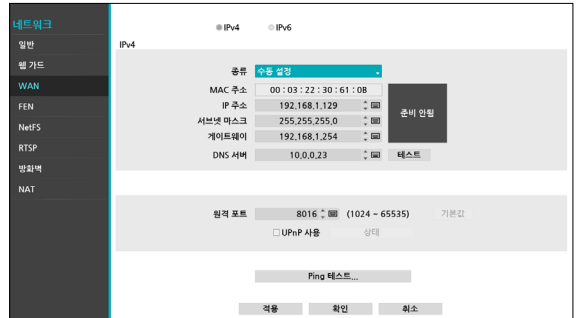 네트워크
일반
웹 가드
WAN
FEN
NetFS
RTSP
방화벽
NAT
IPv4 IPv6
IPv4
종류 수동 설정
MAC 주소 00 : 03 : 22 : 30 : 61 : 0B
IP 주소 192,168,1,129
서브넷 마스크 255,255,255,0
게이트웨이 192,168,1,254
DNS 서버 10,0,0,23 테스트
준비 안됨
원격 포트 8016 (1024 ~ 65535) 기본값
UPnP 사용 상태
Ping 테스트...
적용 확인 취소